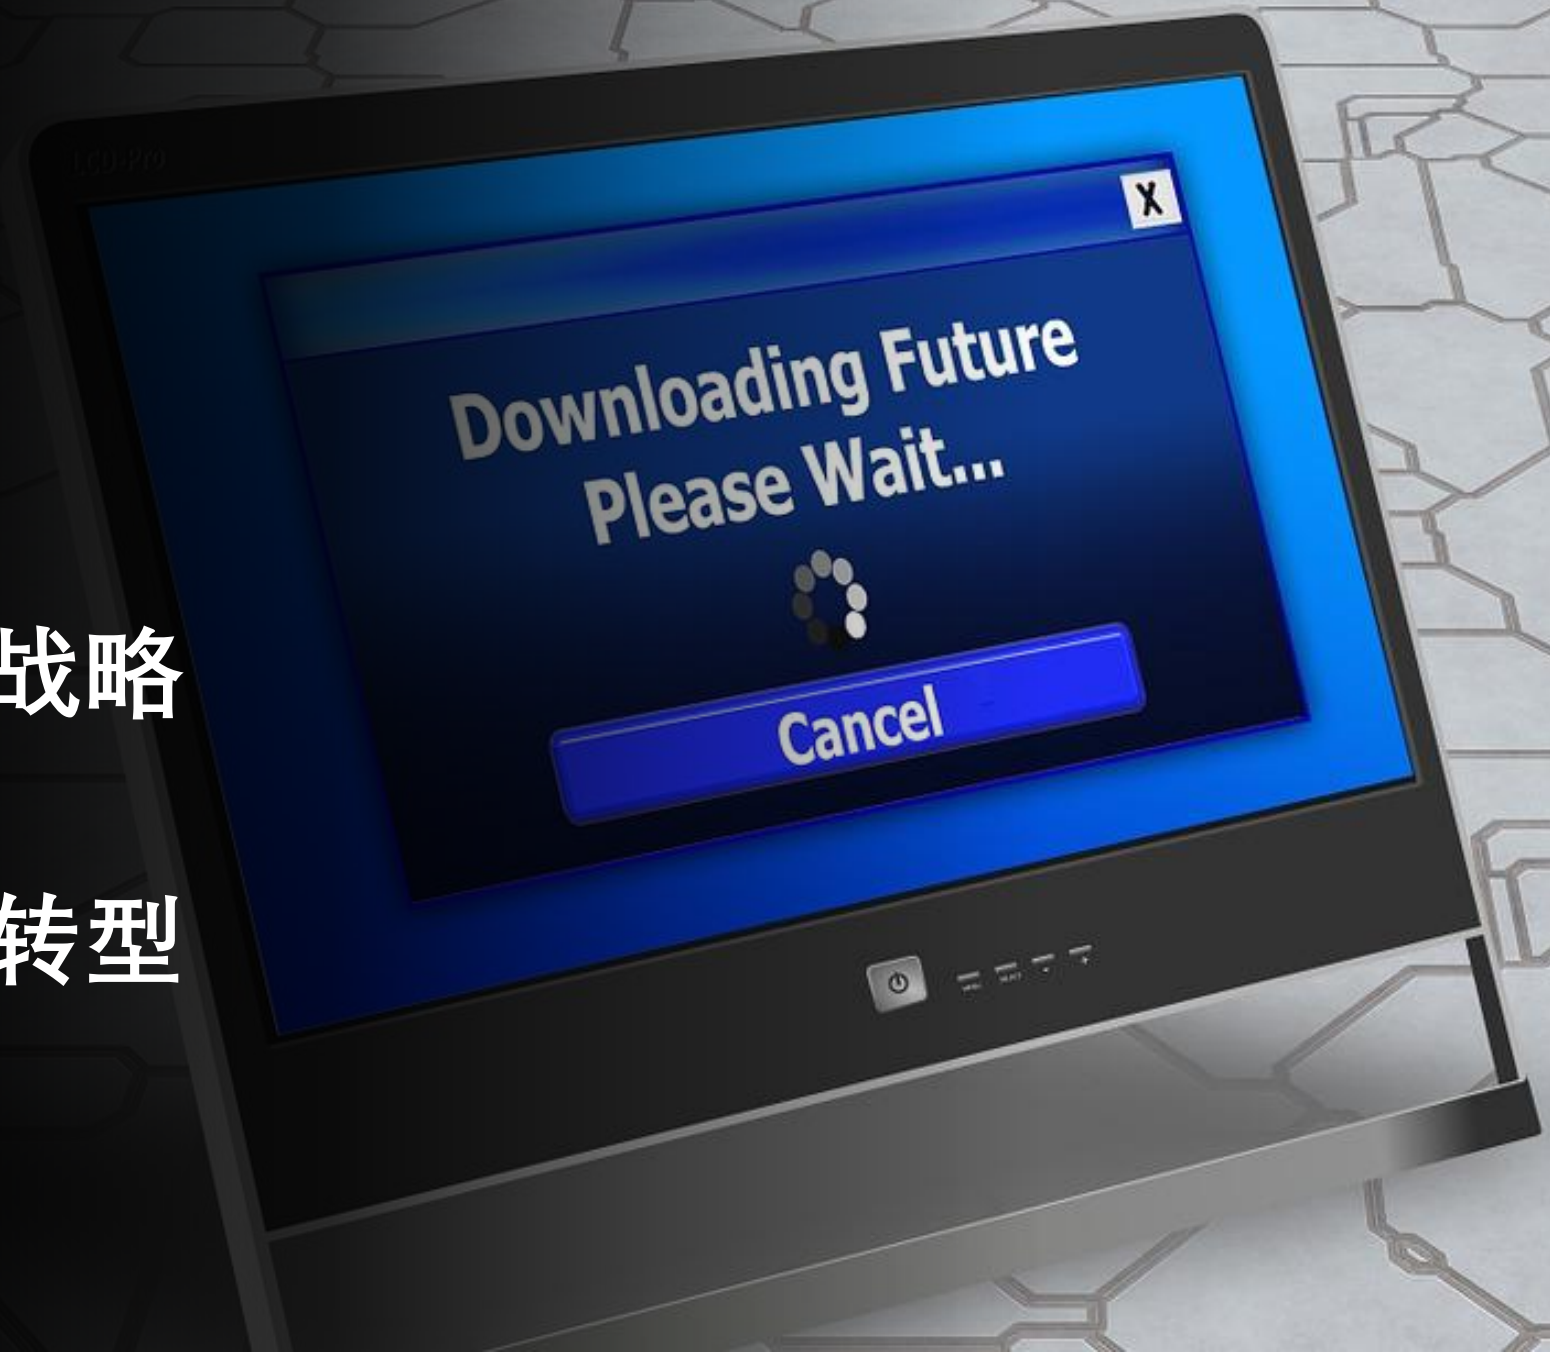 X
Downloading Future
Please Wait...
Cancel
战略
转型